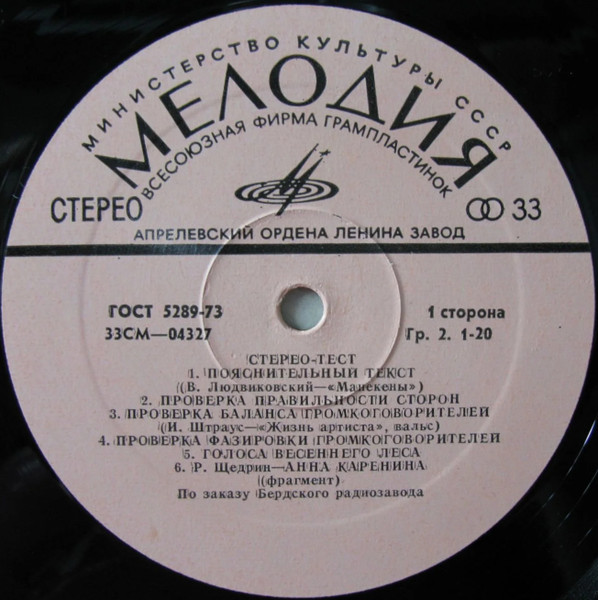 МИНИСТЕРСТВО КУЛЬТУРЫ СССР
МЕЛОДИЯ
ВСЕСОЮЗНАЯ ФИРМА ГРАМПЛАСТИНОК
СТЕРЕО
33
АПРЕЛЕВСКИЙ ОРДЕНА ЛЕНИНА ЗАВОД
ГОСТ 5289-73
1 сторона
33СМ—04327
Гр. 2. 1-20
СТЕРЕО-ТЕСТ
1. ПОЯСНИТЕЛЬНЫЙ ТЕКСТ
(В. Людвиковский—«Манекены»)
2. ПРОВЕРКА ПРАВИЛЬНОСТИ СТОРОН
3. ПРОВЕРКА БАЛАНСА ГРОМКОГОВОРИТЕЛЕЙ
(И. Штраус—«Жизнь артиста», вальс)
4. ПРОВЕРКА ФАЗИРОВКИ ГРОМКОГОВОРИТЕЛЕЙ
5. ГОЛОСА ВЕСЕННЕГО ЛЕСА
6. Р. Щедрин—АННА КАРЕНИНА
(фрагмент)
По заказу Бердского радиозавода